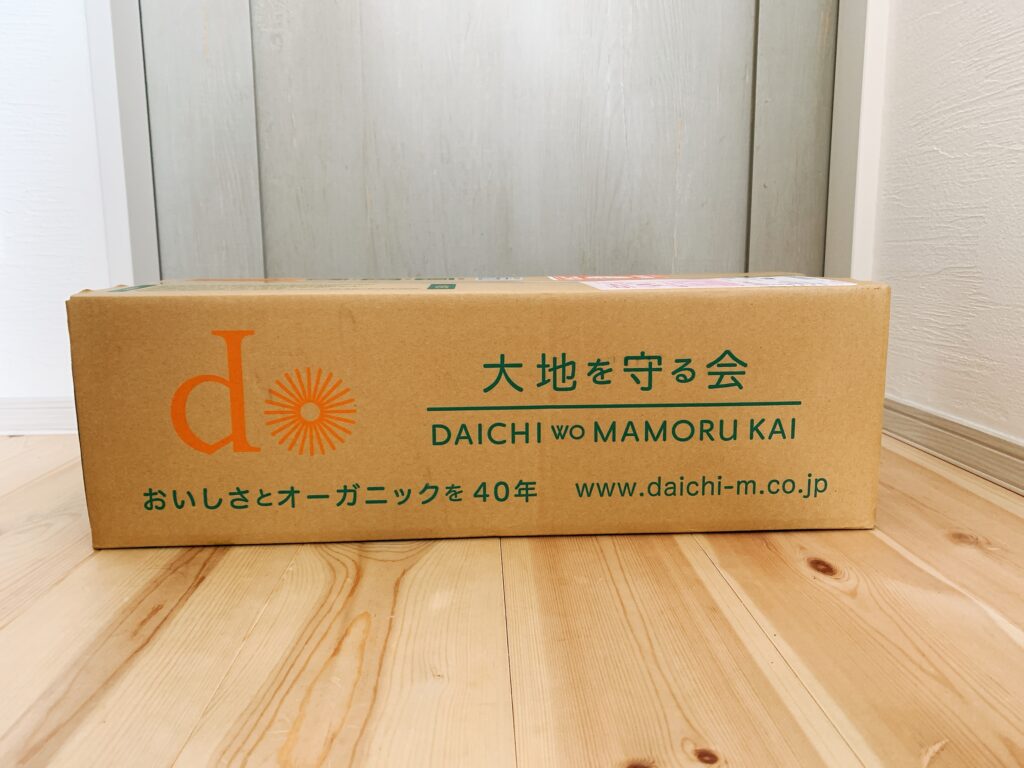 do
大地を守る会
DAICHI WO MAMORU KAI
おいしさとオーガニックを40年
www.daichi-m.co.jp